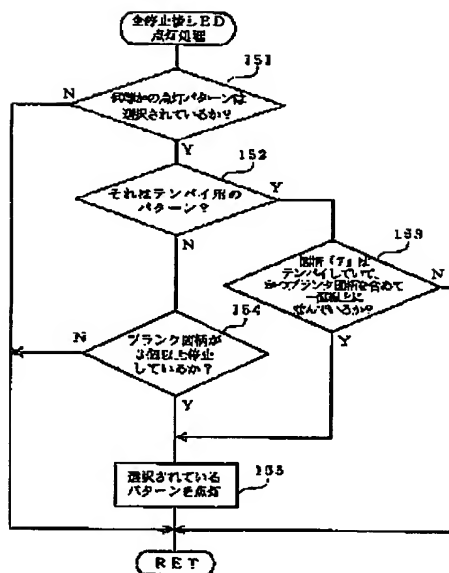 全停止後LED
点灯処理
151
何等かの点灯パターンは
選択されているか?
N
Y
152
それはテンパイ用の
パターン?
Y
N
153
図柄「7」は
テンパイしていて、
かつブランク図柄を含めて
一直線上に
並んでいるか?
N
Y
154
ブランク図柄が
3個以上停止
しているか?
N
Y
155
選択されている
パターンを点灯
RET